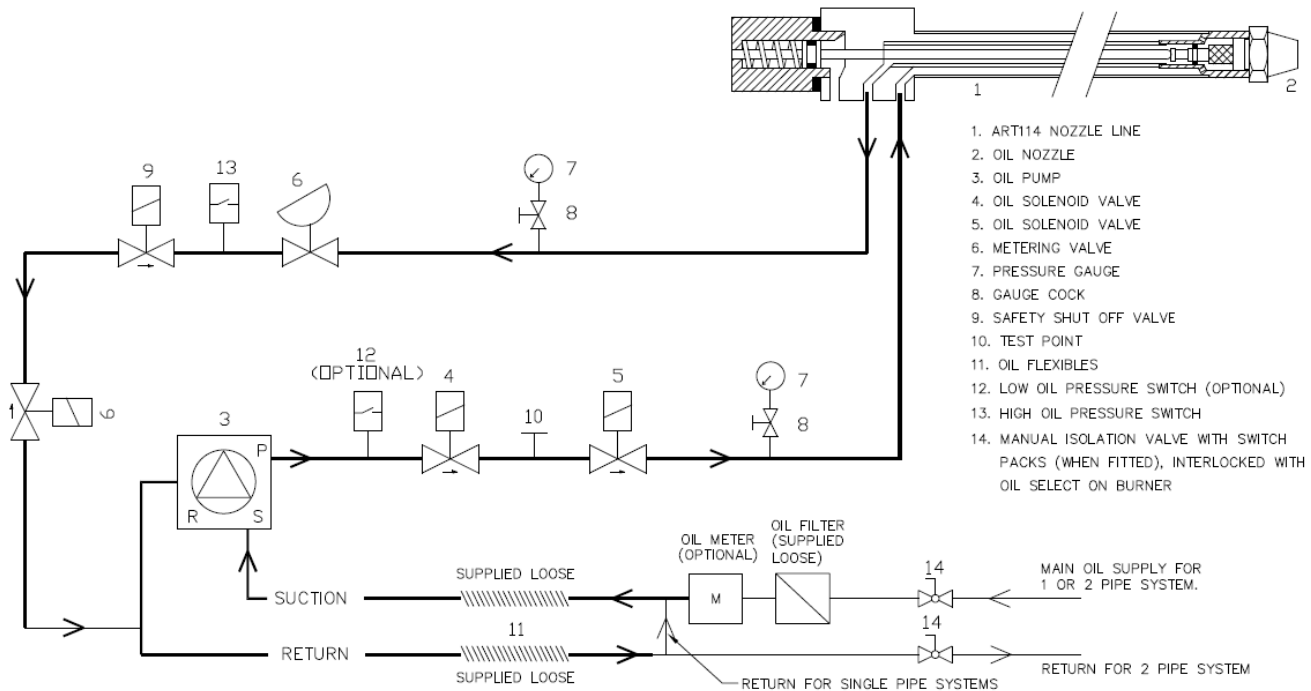 1
2
9
13
6
7
8
1. ART114 NOZZLE LINE
2. OIL NOZZLE
3. OIL PUMP
4. OIL SOLENOID VALVE
5. OIL SOLENOID VALVE
6. METERING VALVE
7. PRESSURE GAUGE
8. GAUGE COCK
9. SAFETY SHUT OFF VALVE
10. TEST POINT
11. OIL FLEXIBLES
12. LOW OIL PRESSURE SWITCH (OPTIONAL)
13. HIGH OIL PRESSURE SWITCH
14. MANUAL ISOLATION VALVE WITH SWITCH
PACKS (WHEN FITTED), INTERLOCKED WITH
OIL SELECT ON BURNER
12
(OPTIONAL)
4
5
7
8
10
9
3
P
R
S
OIL METER
(OPTIONAL)
M
OIL FILTER
(SUPPLIED
LOOSE)
14
MAIN OIL SUPPLY FOR
1 OR 2 PIPE SYSTEM.
SUPPLIED LOOSE
SUCTION
11
RETURN
SUPPLIED LOOSE
14
RETURN FOR 2 PIPE SYSTEM
RETURN FOR SINGLE PIPE SYSTEMS